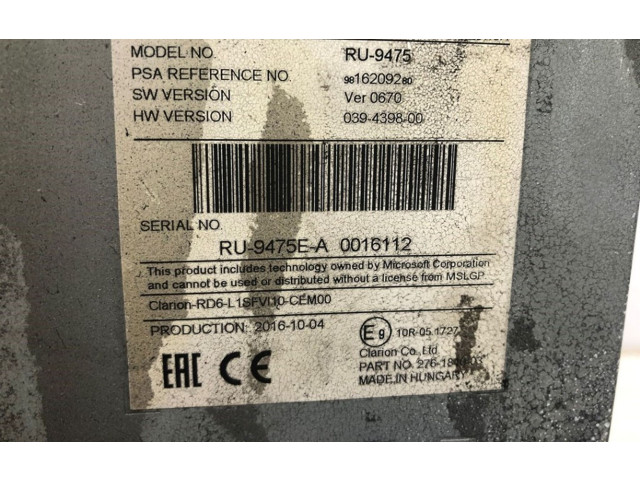 MODEL NO. RU-9475
PSA REFERENCE NO. 9816209280
SW VERSION Ver 0670
HW VERSION 039-4398-00
SERIAL NO.
RU-9475E-A 0016112
This product includes technology owned by Microsoft Corporation
and cannot be used or distributed without a license from MSLGP.
Clarion-RD6-L1SFVI10-CEM00
PRODUCTION: 2016-10-04
E9 10R-05.1727
Clarion Co., Ltd
PART NO.
EAC CE
MADE IN HUNGARY